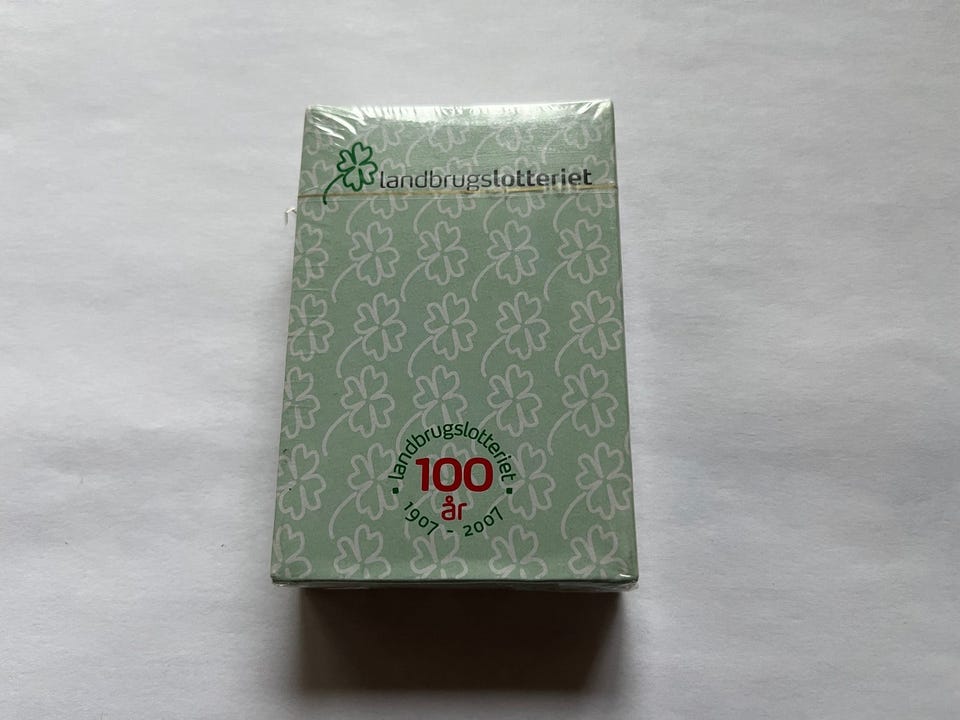 landbrugslotteriet
landbrugslotteriet
100
år
1907 - 2007